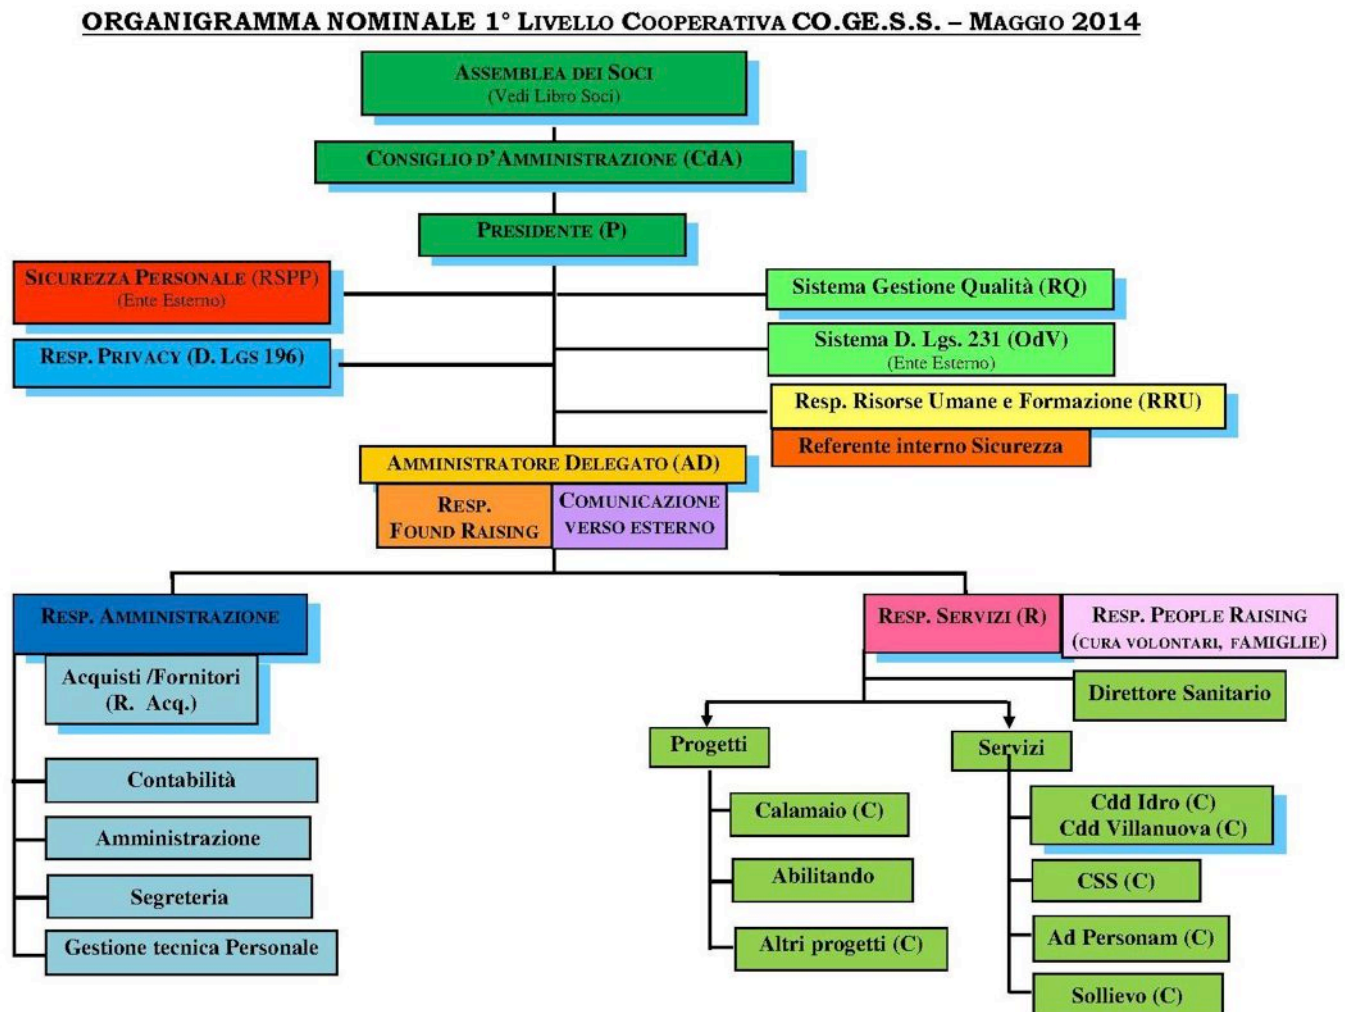 ORGANIGRAMMA NOMINALE 1° LIVELLO COOPERATIVA CO.GE.S.S. – MAGGIO 2014
ASSEMBLEA DEI SOCI
(Vedi Libro Soci)
CONSIGLIO D'AMMINISTRAZIONE (CdA)
PRESIDENTE (P)
SICUREZZA PERSONALE (RSPP)
(Ente Esterno)
RESP. PRIVACY (D. LGS 196)
Sistema Gestione Qualità (RQ)
Sistema D. Lgs. 231 (OdV)
(Ente Esterno)
Resp. Risorse Umane e Formazione (RRU)
Referente interno Sicurezza
AMMINISTRATORE DELEGATO (AD)
RESP.
FOUND RAISING
COMUNICAZIONE
VERSO ESTERNO
RESP. AMMINISTRAZIONE
Acquisti /Fornitori
(R. Acq.)
Contabilità
Amministrazione
Segreteria
Gestione tecnica Personale
RESP. SERVIZI (R)
RESP. PEOPLE RAISING
(CURA VOLONTARI, FAMIGLIE)
Direttore Sanitario
Progetti
Calamaio (C)
Abilitando
Altri progetti (C)
Servizi
Cdd Idro (C)
Cdd Villanuova (C)
CSS (C)
Ad Personam (C)
Sollievo (C)